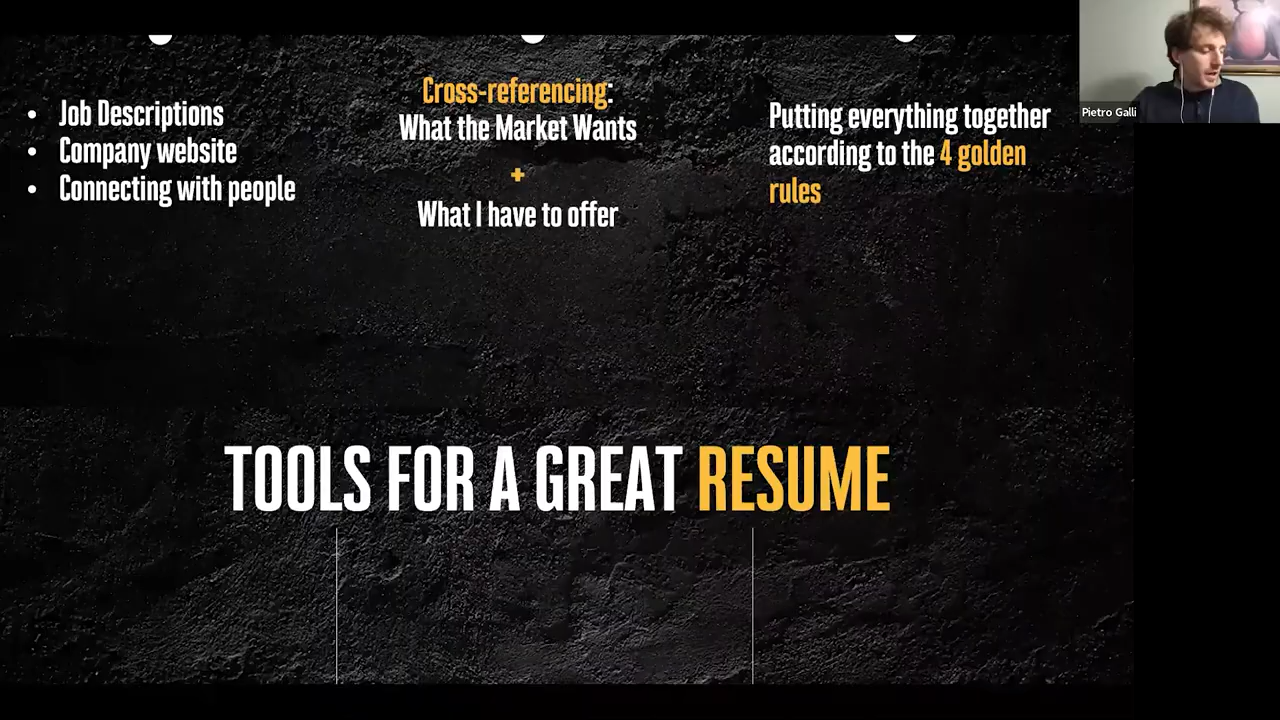 • Job Descriptions
• Company website
• Connecting with people
Cross-referencing:
What the Market Wants
+
What I have to offer
Putting everything together
according to the 4 golden
rules
Pietro Galli
TOOLS FOR A GREAT RESUME